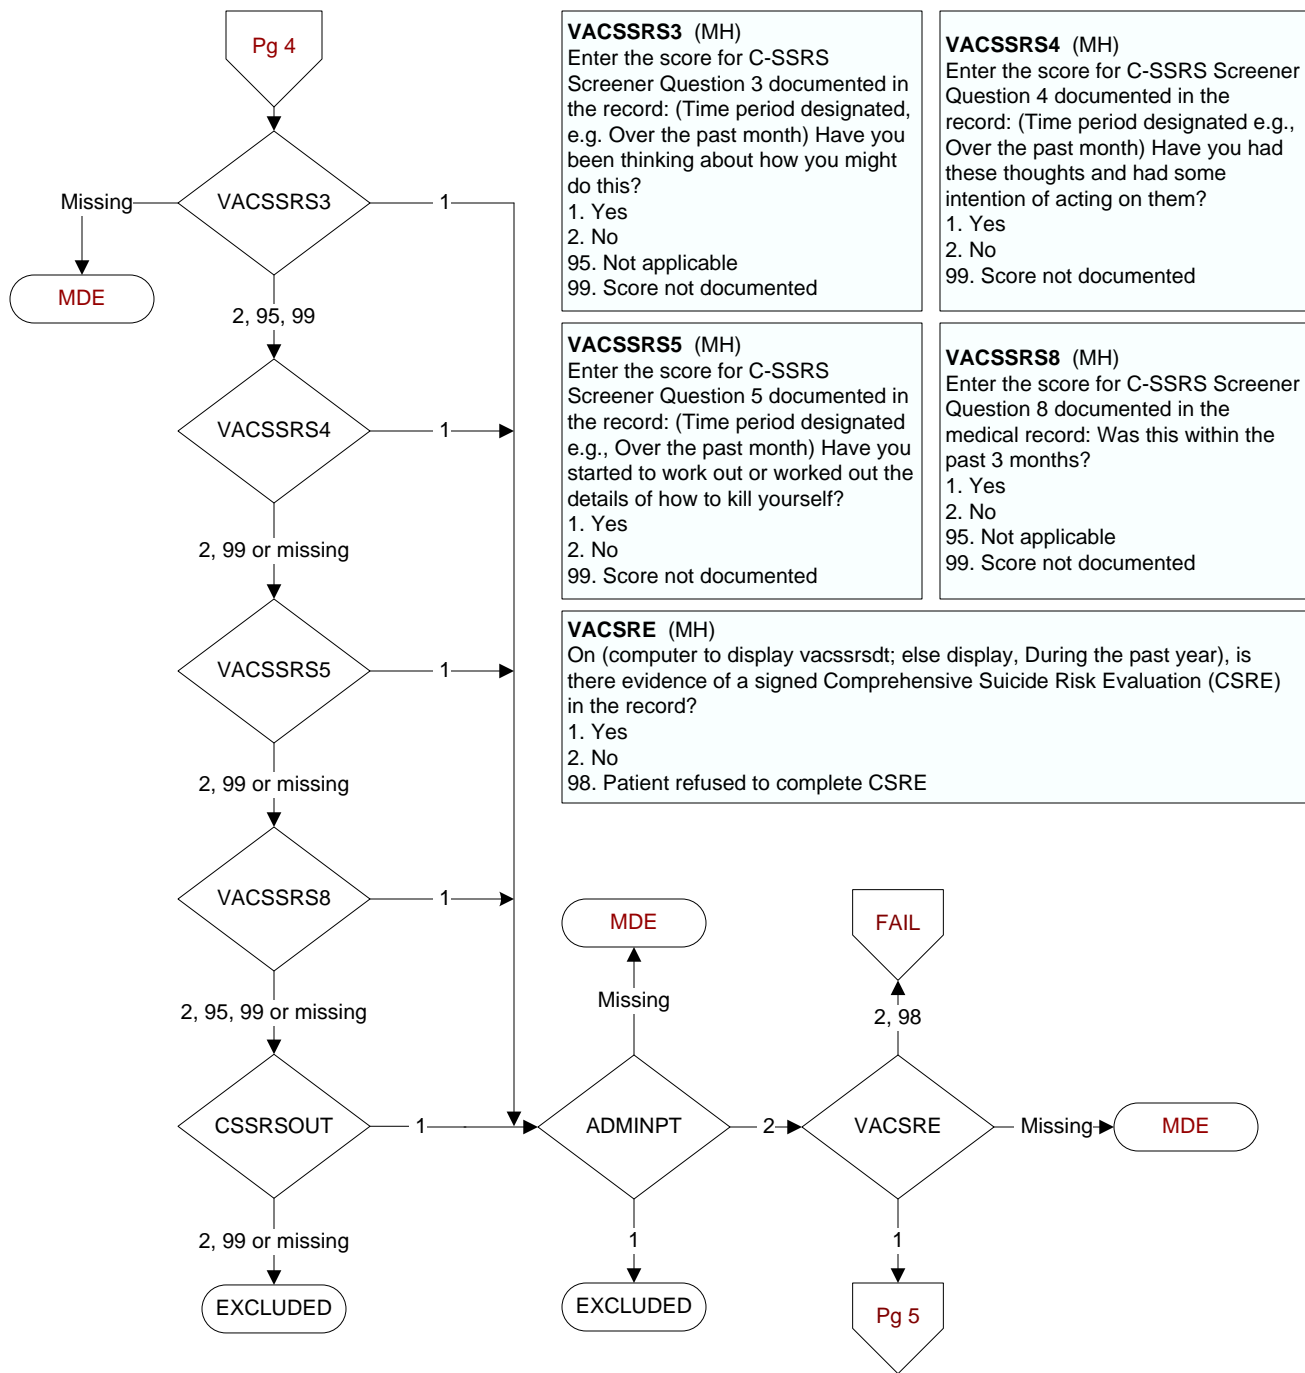 Pg 4
VACSSRS3
Missing
1
MDE
2, 95, 99
VACSSRS4
1
2, 99 or missing
VACSSRS5
1
2, 99 or missing
VACSSRS8
1
2, 95, 99 or missing
CSSRSOUT
1
2, 99 or missing
EXCLUDED
VACSSRS3 (MH)
Enter the score for C-SSRS
Screener Question 3 documented in
the record: (Time period designated,
e.g. Over the past month) Have you
been thinking about how you might
do this?
1. Yes
2. No
95. Not applicable
99. Score not documented
VACSSRS4 (MH)
Enter the score for C-SSRS Screener
Question 4 documented in the
record: (Time period designated e.g.,
Over the past month) Have you had
these thoughts and had some
intention of acting on them?
1. Yes
2. No
99. Score not documented
VACSSRS5 (MH)
Enter the score for C-SSRS
Screener Question 5 documented in
the record: (Time period designated
e.g., Over the past month) Have you
started to work out or worked out the
details of how to kill yourself?
1. Yes
2. No
99. Score not documented
VACSSRS8 (MH)
Enter the score for C-SSRS Screener
Question 8 documented in the
medical record: Was this within the
past 3 months?
1. Yes
2. No
95. Not applicable
99. Score not documented
VACSRE (MH)
On (computer to display vacssrsdt; else display, During the past year), is
there evidence of a signed Comprehensive Suicide Risk Evaluation (CSRE)
in the record?
1. Yes
2. No
98. Patient refused to complete CSRE
MDE
Missing
ADMINPT
2
1
EXCLUDED
FAIL
2, 98
VACSRE
Missing
MDE
1
Pg 5